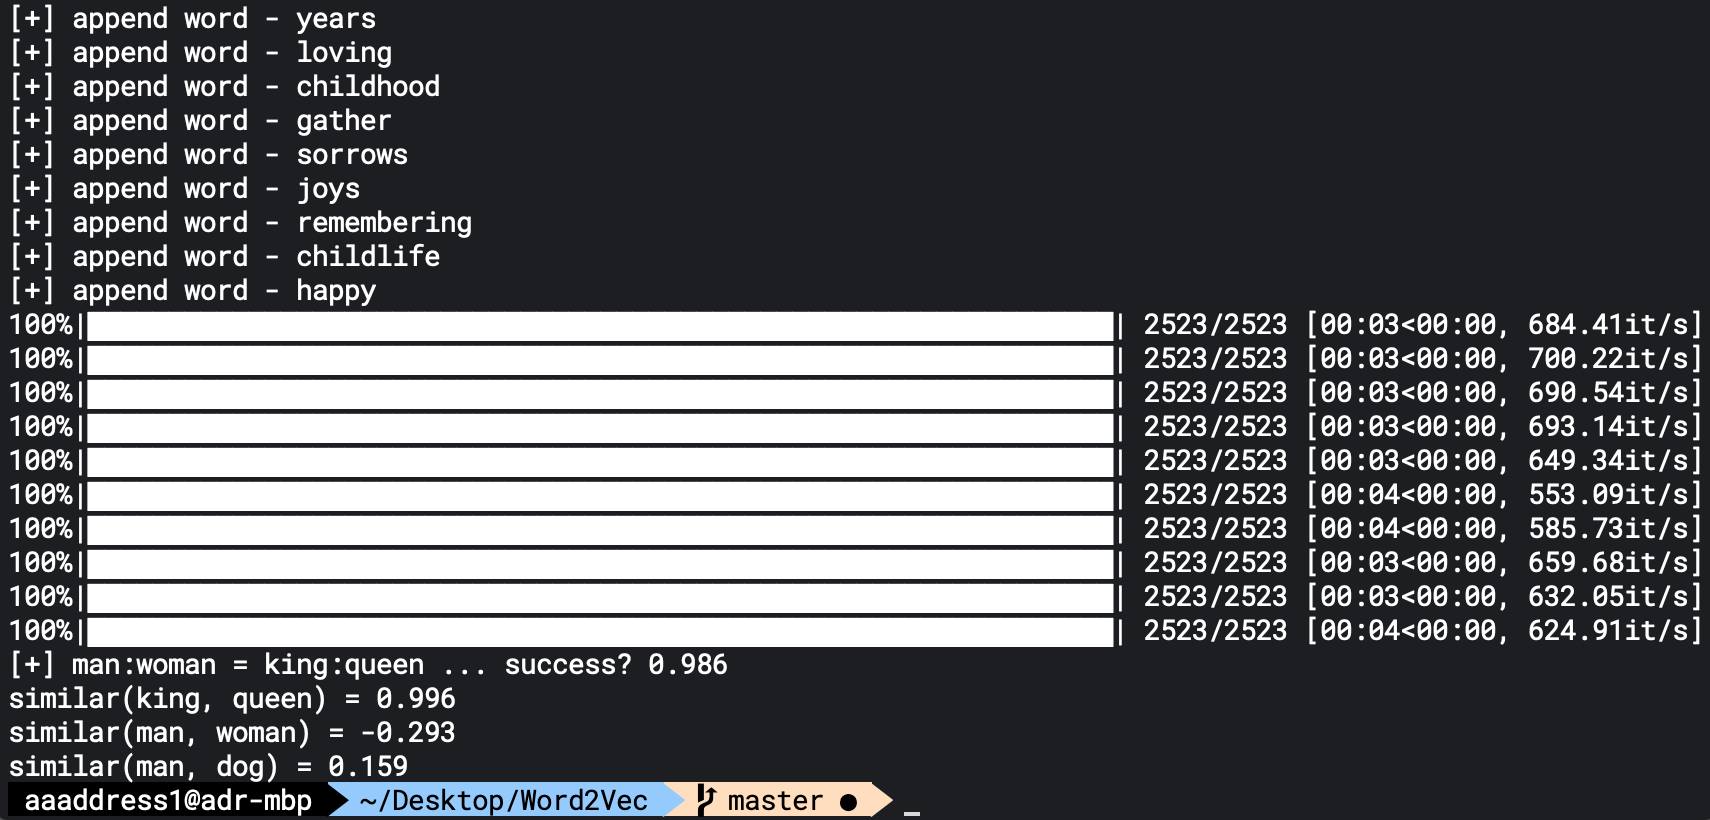 [+] append word - years
[+] append word - loving
[+] append word - childhood
[+] append word - gather
[+] append word - sorrows
[+] append word - joys
[+] append word - remembering
[+] append word - childlife
[+] append word - happy
100%| | 2523/2523 [00:03<00:00, 684.41it/s]
100%| | 2523/2523 [00:03<00:00, 700.22it/s]
100%| | 2523/2523 [00:03<00:00, 690.54it/s]
100%| | 2523/2523 [00:03<00:00, 693.14it/s]
100%| | 2523/2523 [00:03<00:00, 649.34it/s]
100%| | 2523/2523 [00:04<00:00, 553.09it/s]
100%| | 2523/2523 [00:04<00:00, 585.73it/s]
100%| | 2523/2523 [00:03<00:00, 659.68it/s]
100%| | 2523/2523 [00:03<00:00, 632.05it/s]
100%| | 2523/2523 [00:04<00:00, 624.91it/s]
[+] man:woman = king:queen ... success? 0.986
similar(king, queen) = 0.996
similar(man, woman) = -0.293
similar(man, dog) = 0.159
aaaddress1@adr-mbp ~/Desktop/Word2Vec master ● _